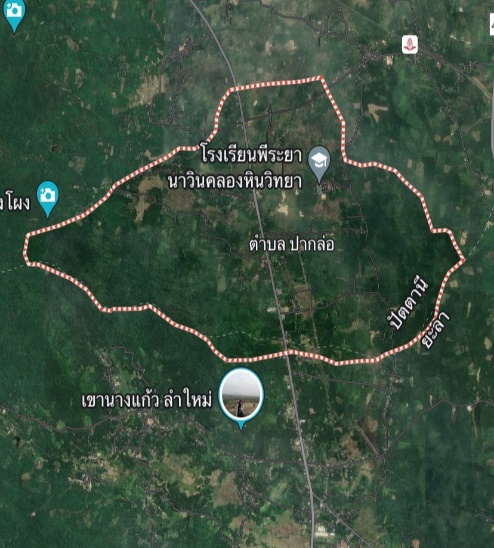 โรงเรียนพีระยา
นาวินคลองหินวิทยา
โผง
ตำบล ปากล่อ
ปัตตานี
ยะลา
เขานางแก้ว ลำใหม่